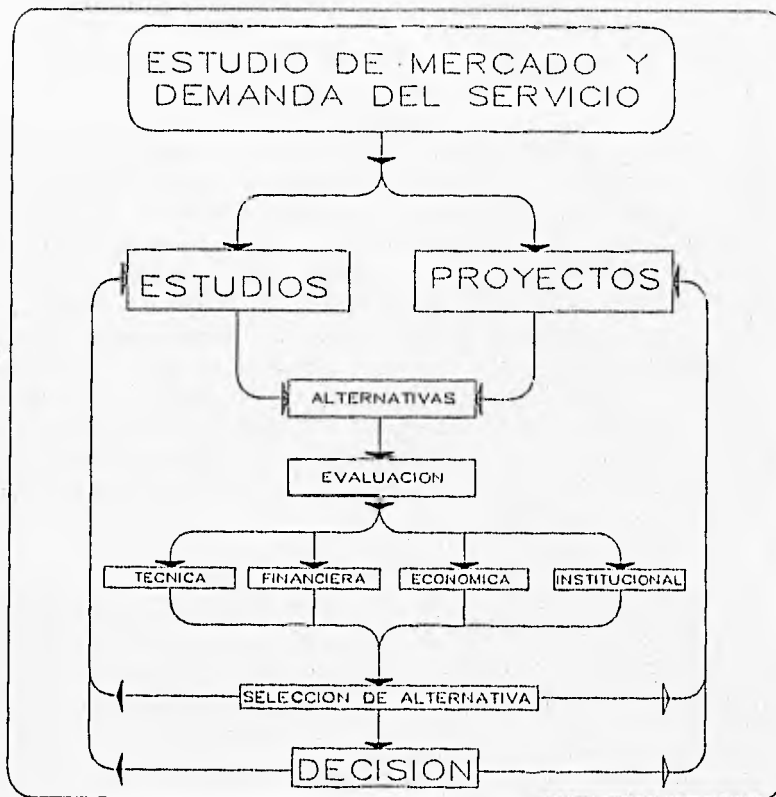 ESTUDIO DE MERCADO Y
DEMANDA DEL SERVICIO
ESTUDIOS
PROYECTOS
ALTERNATIVAS
EVALUACION
TECNICA
FINANCIERA
ECONOMICA
INSTITUCIONAL
SELECCION DE ALTERNATIVA
DECISION